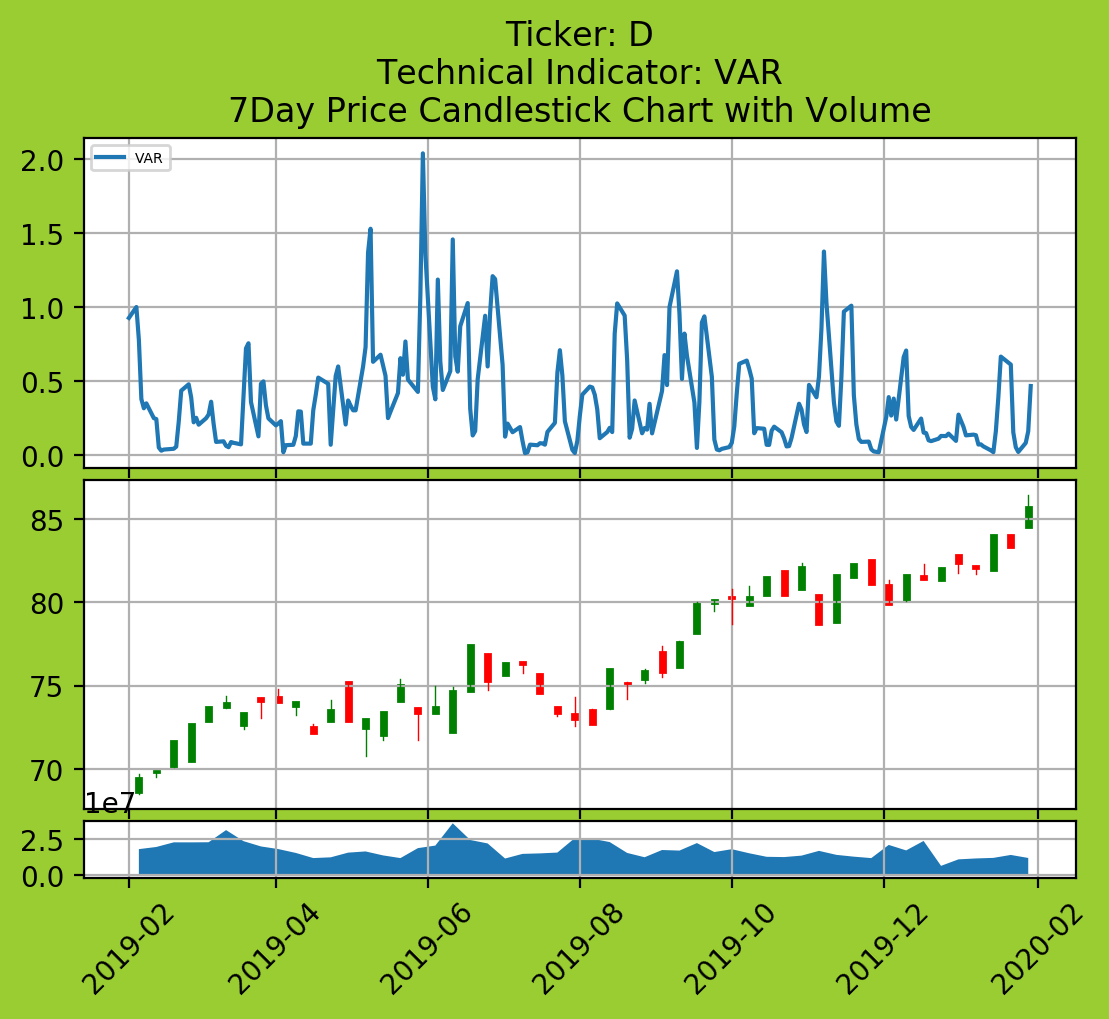 Ticker: D
Technical Indicator: VAR
7Day Price Candlestick Chart with Volume
VAR
2.0
1.5
1.0
0.5
0.0
85
80
75
70
1e7
2.5
0.0
2019-02 2019-04 2019-06 2019-08 2019-10 2019-12 2020-02